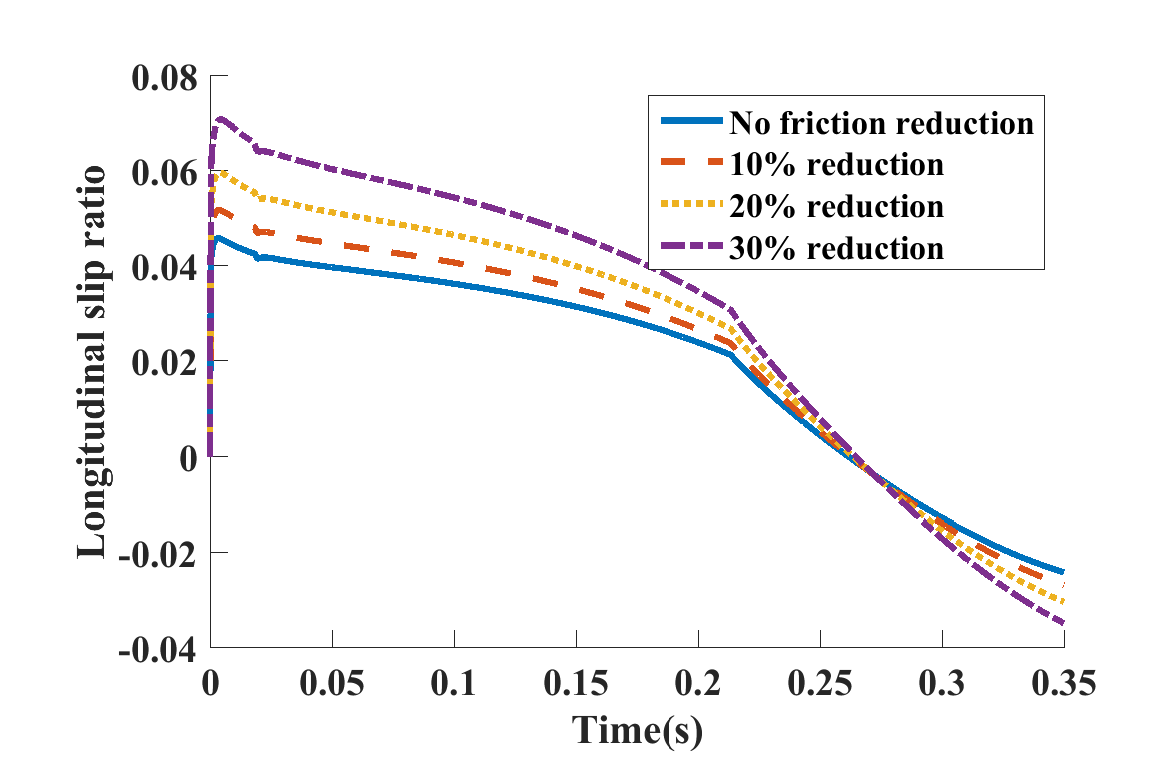 Longitudinal slip ratio
0.08
0.06
0.04
0.02
0
-0.02
-0.04
No friction reduction
10% reduction
20% reduction
30% reduction
0 0.05 0.1 0.15 0.2 0.25 0.3 0.35
Time(s)